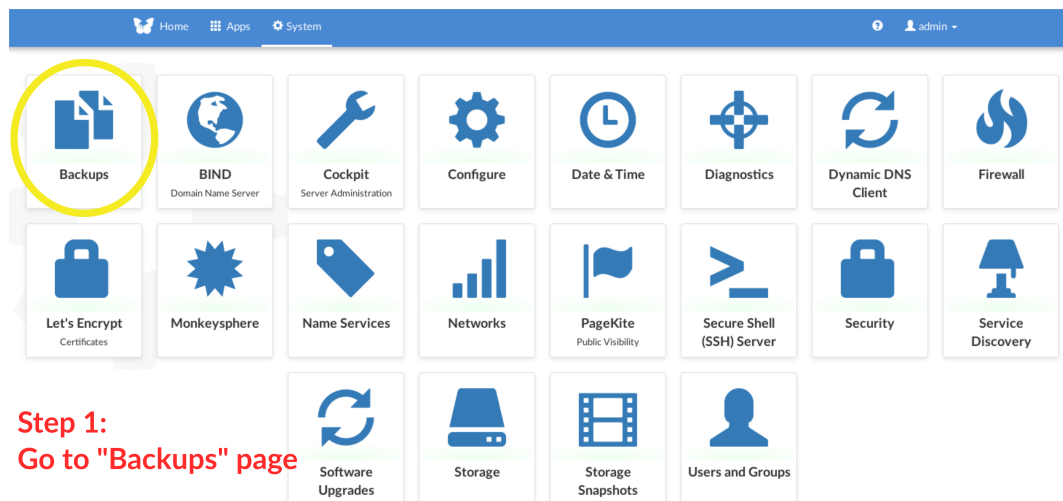 Home Apps System admin
Backups
BIND
Domain Name Server
Cockpit
Server Administration
Configure
Date & Time
Diagnostics
Dynamic DNS
Client
Firewall
Let's Encrypt
Certificates
Monkeysphere
Name Services
Networks
PageKite
Public Visibility
Secure Shell
(SSH) Server
Security
Service
Discovery
Step 1:
Go to "Backups" page
Software
Upgrades
Storage
Storage
Snapshots
Users and Groups